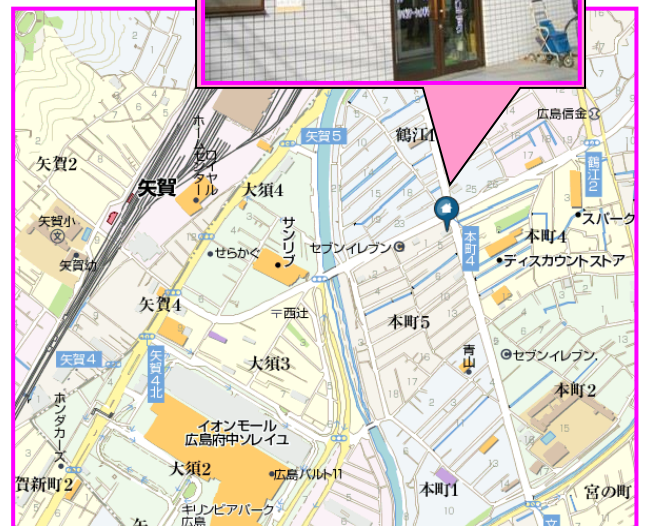 矢賀5
鶴江1
広島信金
鶴江2
ホームセンター
ロイヤル
矢賀2
矢賀
大須4
矢賀小
文
矢賀幼
せらかぐ
サンリブ
セブンイレブン
本町4
本町4
スパーク
ディスカウントストア
矢賀4
〒西辻
本町5
矢賀4
矢賀4北
大須3
青山
セブンイレブン
本町2
ホンダカーズ
イオンモール
広島府中ソレイユ
大須2
広島バルト11
賀新町2
キリンビアパーク
広島
本町1
宮の町